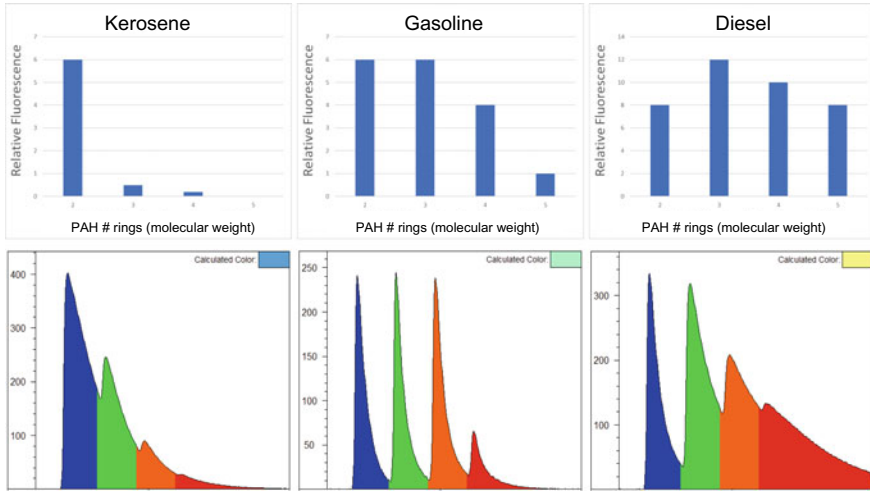 Kerosene
7
6
5
4
3
2
1
0
Relative Fluorescence
2 3 4 5
PAH # rings (molecular weight)
Gasoline
7
6
5
4
3
2
1
0
Relative Fluorescence
2 3 4 5
PAH # rings (molecular weight)
Diesel
14
12
10
8
6
4
2
0
Relative Fluorescence
2 3 4 5
PAH # rings (molecular weight)
Calculated Color:
400
300
200
100
Calculated Color:
250
200
150
100
50
Calculated Color:
300
200
100